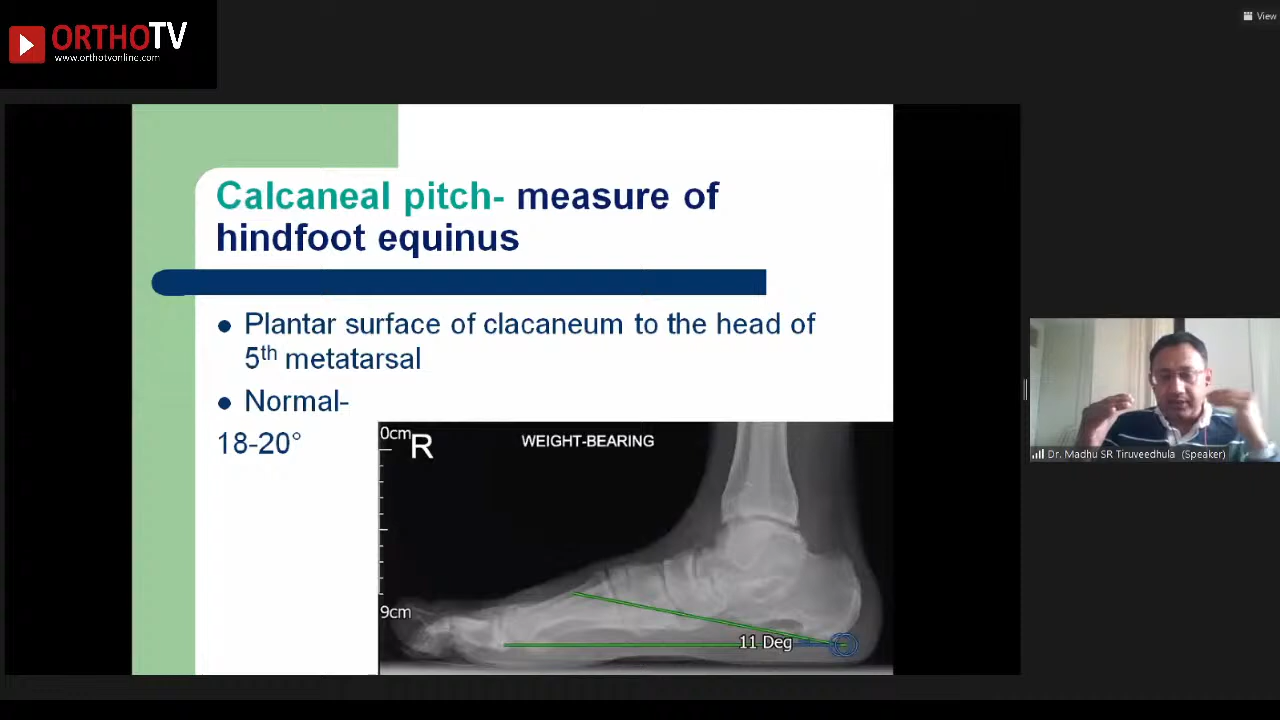 ORTHOTV
www.orthotvonline.com
View
Calcaneal pitch- measure of
hindfoot equinus
Plantar surface of clacaneum to the head of
5th metatarsal
Normal-
18-20°
0cm
R
WEIGHT-BEARING
9cm
11 Deg
Dr. Madhu SR Tiruveedhula (Speaker)